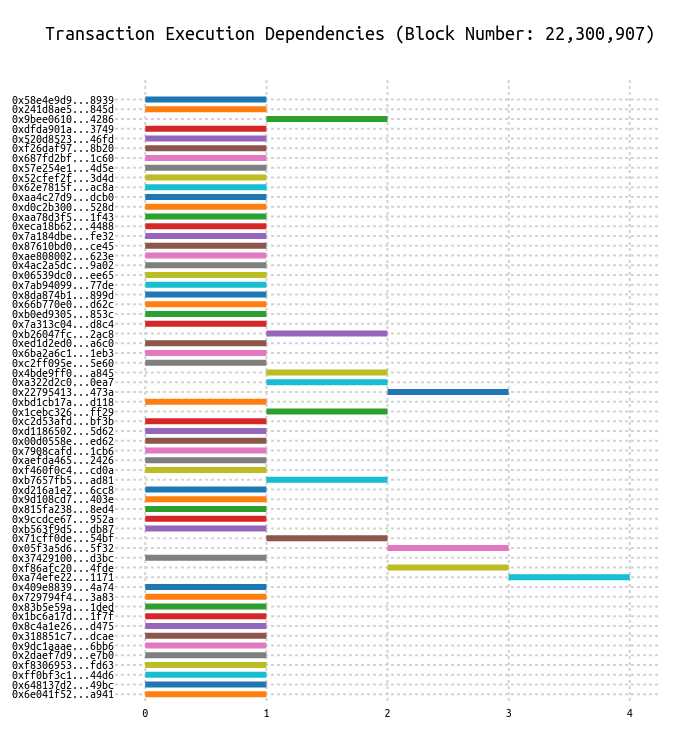 Transaction Execution Dependencies (Block Number: 22,300,907)
0x58e4e9d9...8939
0x241d8ae5...845d
0x9bee0610...4286
0xdfda901a...3749
0x520d8523...46fd
0xf26daf97...8b20
0x687fd2bf...1c60
0x57e254e1...4d5e
0x52cfef2f...3d4d
0x62e7815f...ac8a
0xaa4c27d9...dcb0
0xd0c2b300...528d
0xaa78d3f5...1f43
0xeca18b62...4488
0x7a184dbe...fe32
0x87610bd0...ce45
0xae808002...623e
0x4ac2a5dc...9a02
0x06539dc0...ee65
0x7ab94099...77de
0x8da874b1...899d
0x66b770e0...d62c
0xb0ed9305...853c
0x7a313c04...d8c4
0xb26047fc...2ac8
0xed1d2ed0...a6c0
0x6ba2a6c1...1eb3
0xc2ff095e...5e60
0x4bde9ff0...a845
0xa322d2c0...0ea7
0x22795413...473a
0xbd1cb17a...d118
0x1cebc326...ff29
0xc2d53afd...bf3b
0xd1186502...5d62
0x00d0558e...ed62
0x7908cafd...1cb6
0xaefda465...2426
0xf460f0c4...cd0a
0xb7657fb5...ad81
0xd216a1e2...6cc8
0x9d108cd7...403e
0x815fa238...8ed4
0x9ccdce67...952a
0xb563f9d5...db87
0x71cff0de...54bf
0x05f3a5d6...5f32
0x37429100...d3bc
0xf86afc20...4fde
0xa74efe22...1171
0x409e8839...4a74
0x729794f4...3a83
0x83b5e59a...1ded
0x1bc6a17d...1f7f
0x8c4a1e26...d475
0x318851c7...dcae
0x9dc1aaae...6bb6
0x2daef7d9...e7b0
0xf8306953...fd63
0xff0bf3c1...44d6
0x648137d2...49bc
0x6e041f52...a941
0 1 2 3 4